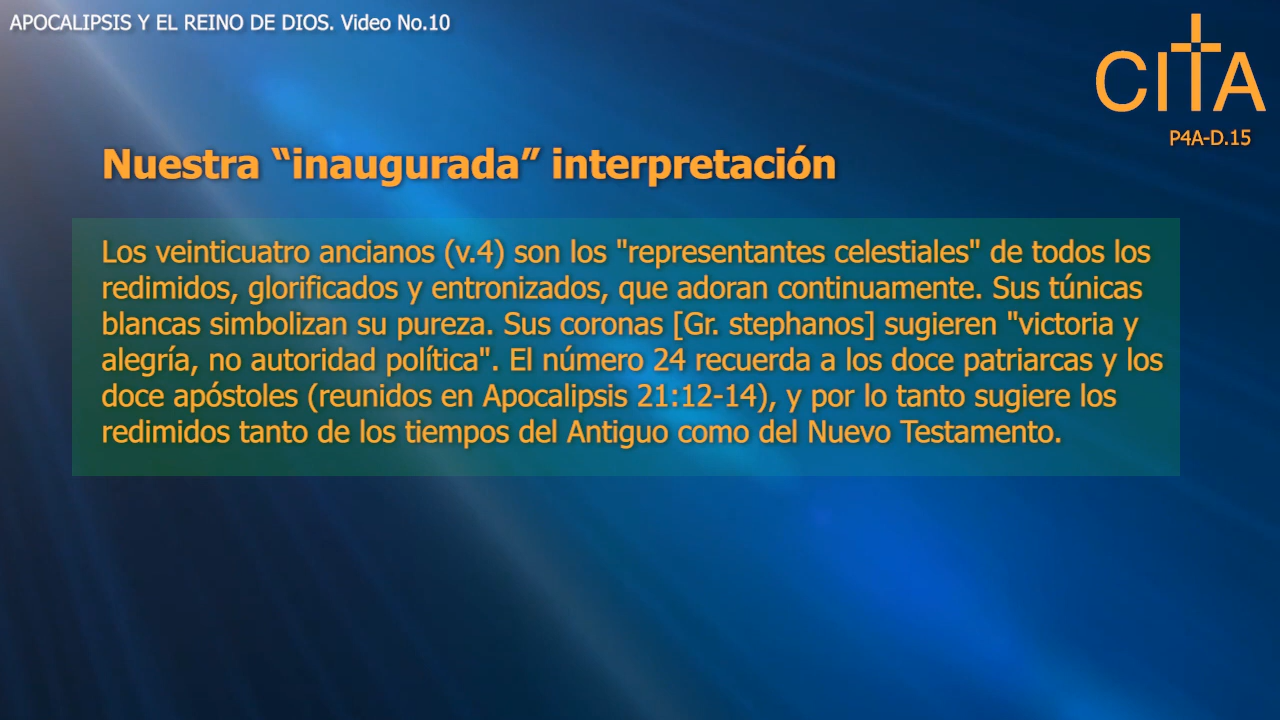 APOCALIPSIS Y EL REINO DE DIOS. Video No.10
CITA
P4A-D.15
Nuestra “inaugurada” interpretación
Los veinticuatro ancianos (v.4) son los "representantes celestiales" de todos los
redimidos, glorificados y entronizados, que adoran continuamente. Sus túnicas
blancas simbolizan su pureza. Sus coronas [Gr. stephanos] sugieren "victoria y
alegría, no autoridad política". El número 24 recuerda a los doce patriarcas y los
doce apóstoles (reunidos en Apocalipsis 21:12-14), y por lo tanto sugiere los
redimidos tanto de los tiempos del Antiguo como del Nuevo Testamento.